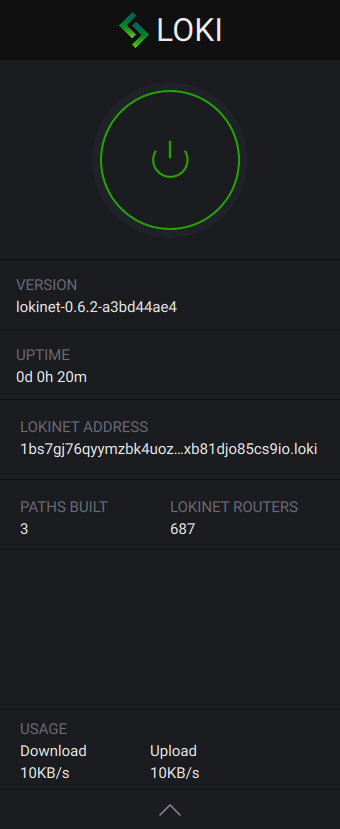 LOKI
VERSION
lokinet-0.6.2-a3bd44ae4
UPTIME
0d 0h 20m
LOKINET ADDRESS
1bs7gj76qyymzbk4uoz...xb81djo85cs9io.loki
PATHS BUILT LOKINET ROUTERS
3 687
USAGE
Download Upload
10KB/s 10KB/s